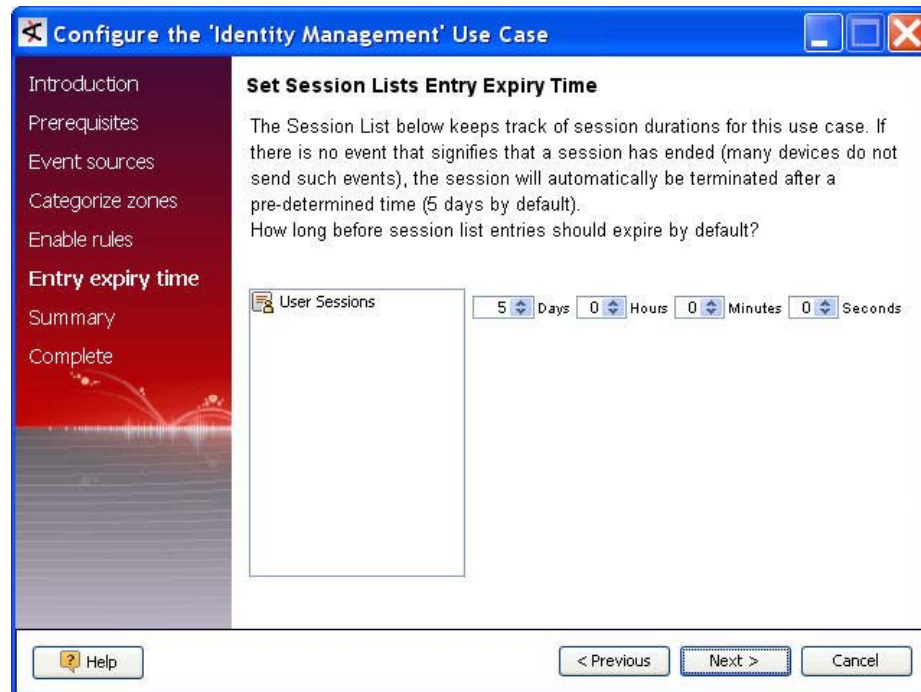 Configure the 'Identity Management' Use Case
Introduction
Prerequisites
Event sources
Categorize zones
Enable rules
Entry expiry time
Summary
Complete
Set Session Lists Entry Expiry Time
The Session List below keeps track of session durations for this use case. If
there is no event that signifies that a session has ended (many devices do not
send such events), the session will automatically be terminated after a
pre-determined time (5 days by default).
How long before session list entries should expire by default?
User Sessions
5 Days 0 Hours 0 Minutes 0 Seconds
Help
< Previous
Next >
Cancel